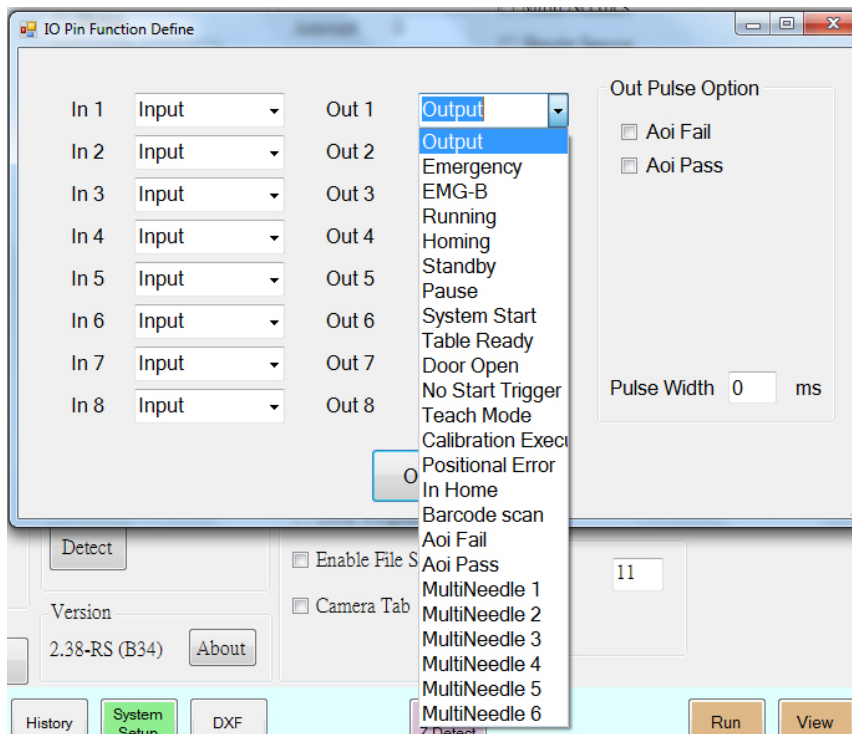 IO Pin Function Define
In 1 Input Out 1 Output
In 2 Input Out 2
In 3 Input Out 3
In 4 Input Out 4
In 5 Input Out 5
In 6 Input Out 6
In 7 Input Out 7
In 8 Input Out 8
Output
Emergency
EMG-B
Running
Homing
Standby
Pause
System Start
Table Ready
Door Open
No Start Trigger
Teach Mode
Calibration Execu
Positional Error
In Home
Barcode scan
Aoi Fail
Aoi Pass
MultiNeedle 1
MultiNeedle 2
MultiNeedle 3
MultiNeedle 4
MultiNeedle 5
MultiNeedle 6
Out Pulse Option
Aoi Fail
Aoi Pass
Pulse Width 0 ms
O
Detect
Enable File S
11
Camera Tab
Version
2.38-RS (B34) About
History
System
Setup
DXF
Z Detect
Run
View